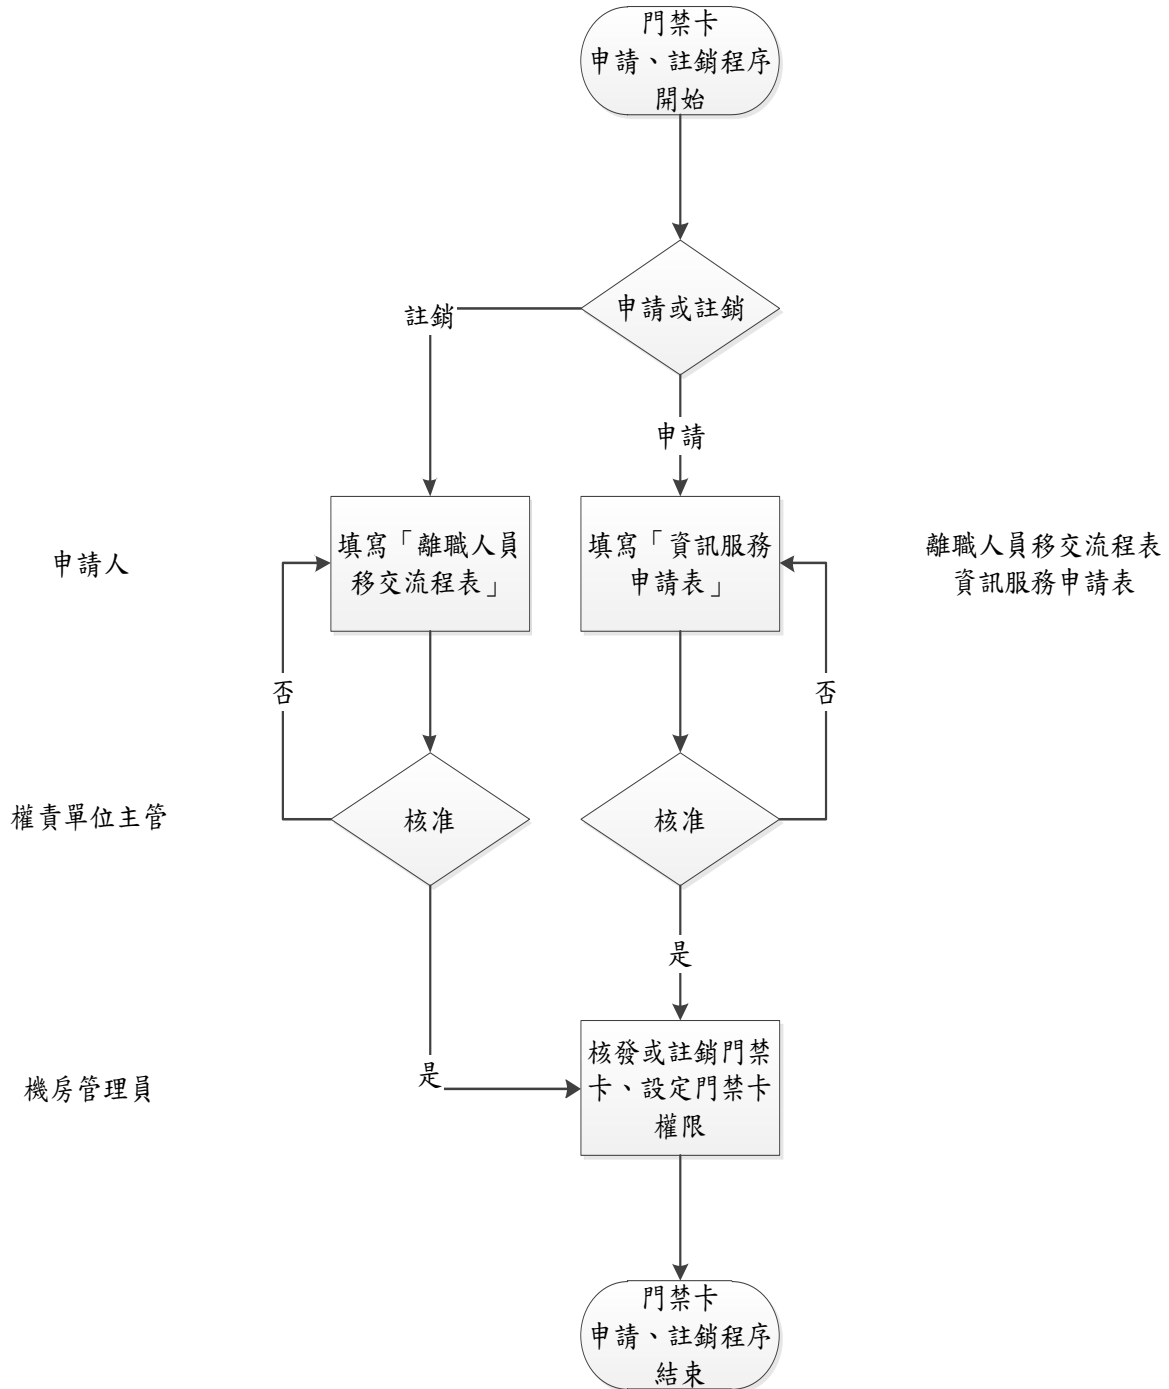 門禁卡
申請、註銷程序
開始
申請或註銷
註銷
申請
申請人
填寫「離職人員
移交流程表」
填寫「資訊服務
申請表」
離職人員移交流程表
資訊服務申請表
否
否
權責單位主管
核准
核准
是
機房管理員
是
核發或註銷門禁
卡、設定門禁卡
權限
門禁卡
申請、註銷程序
結束